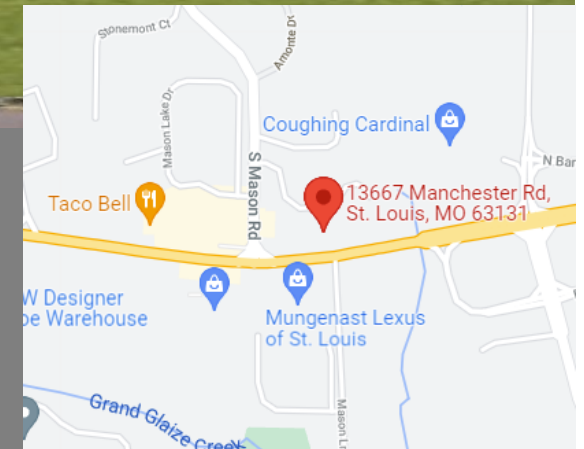 Stonemont Ct
Amonte Dr
Mason Lake Dr
Coughing Cardinal
N Bar
S Mason Rd
Taco Bell
13667 Manchester Rd,
St. Louis, MO 63131
W Designer
oe Warehouse
Mungenast Lexus
of St. Louis
Grand Glaize Creek
Mason L